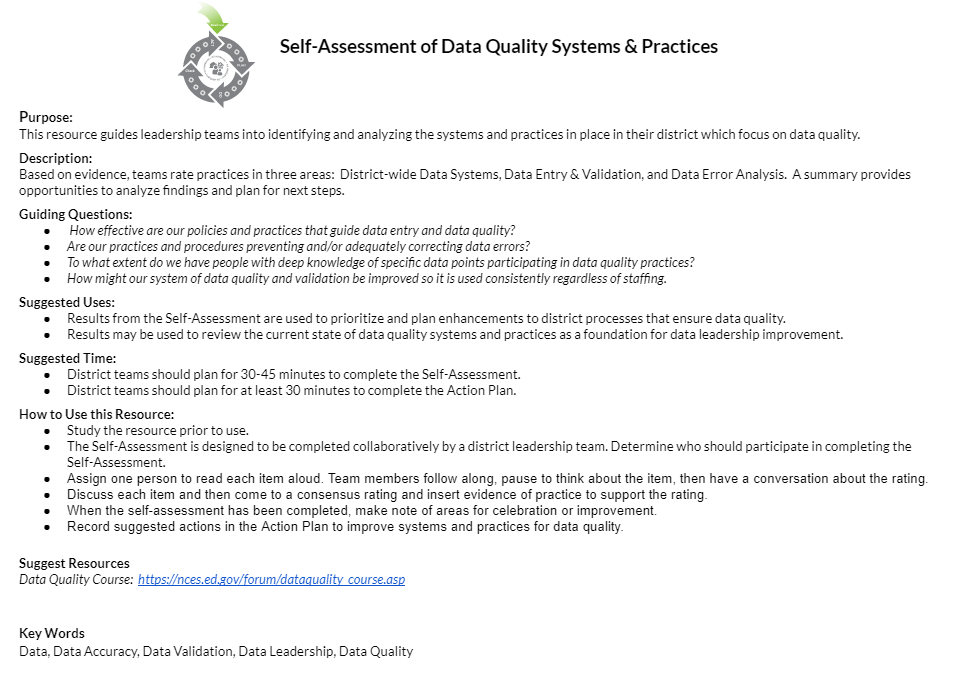 Self-Assessment of Data Quality Systems & Practices
Purpose:
This resource guides leadership teams into identifying and analyzing the systems and practices in place in their district which focus on data quality.
Description:
Based on evidence, teams rate practices in three areas:  District-wide Data Systems, Data Entry & Validation, and Data Error Analysis.  A summary provides
opportunities to analyze findings and plan for next steps.
Guiding Questions:
● How effective are our policies and practices that guide data entry and data quality?
● Are our practices and procedures preventing and/or adequately correcting data errors?
● To what extent do we have people with deep knowledge of specific data points participating in data quality practices?
● How might our system of data quality and validation be improved so it is used consistently regardless of staffing.
Suggested Uses:
● Results from the Self-Assessment are used to prioritize and plan enhancements to district processes that ensure data quality.
● Results may be used to review the current state of data quality systems and practices as a foundation for data leadership improvement.
Suggested Time:
● District teams should plan for 30-45 minutes to complete the Self-Assessment.
● District teams should plan for at least 30 minutes to complete the Action Plan.
How to Use this Resource:
● Study the resource prior to use.
● The Self-Assessment is designed to be completed collaboratively by a district leadership team. Determine who should participate in completing the
Self-Assessment.
● Assign one person to read each item aloud. Team members follow along, pause to think about the item, then have a conversation about the rating.
● Discuss each item and then come to a consensus rating and insert evidence of practice to support the rating.
● When the self-assessment has been completed, make note of areas for celebration or improvement.
● Record suggested actions in the Action Plan to improve systems and practices for data quality.
Suggest Resources
Data Quality Course: https://nces.ed.gov/forum/dataquality_course.asp
Key Words
Data, Data Accuracy, Data Validation, Data Leadership, Data Quality